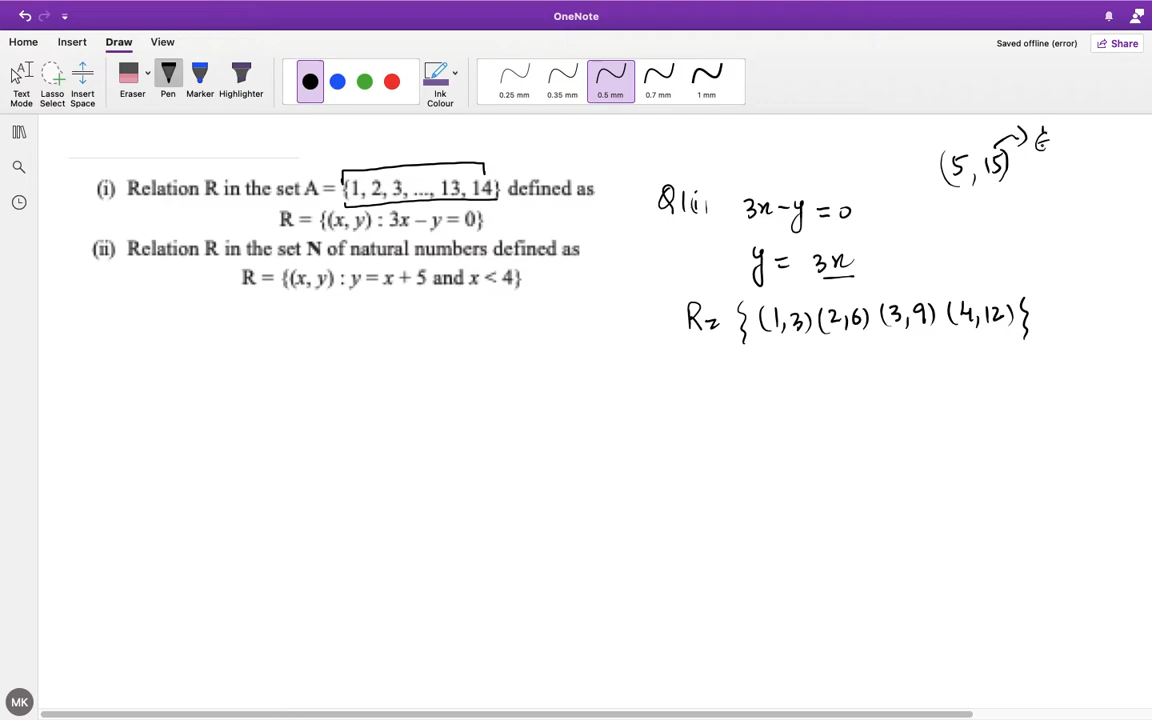 OneNote
Home Insert Draw View
Saved offline (error) Share
Text Mode
Lasso Select
Insert Space
Eraser
Pen
Marker
Highlighter
Ink Colour
0.25 mm
0.35 mm
0.5 mm
0.7 mm
1 mm
(i) Relation R in the set A = {1, 2, 3, ..., 13, 14} defined as
R = {(x, y) : 3x – y = 0}
(ii) Relation R in the set N of natural numbers defined as
R = {(x, y) : y = x + 5 and x < 4}
(5, 15)
3x - y = 0
y = 3x
R = {(1,3) (2,6) (3,9) (4,12)}
MK